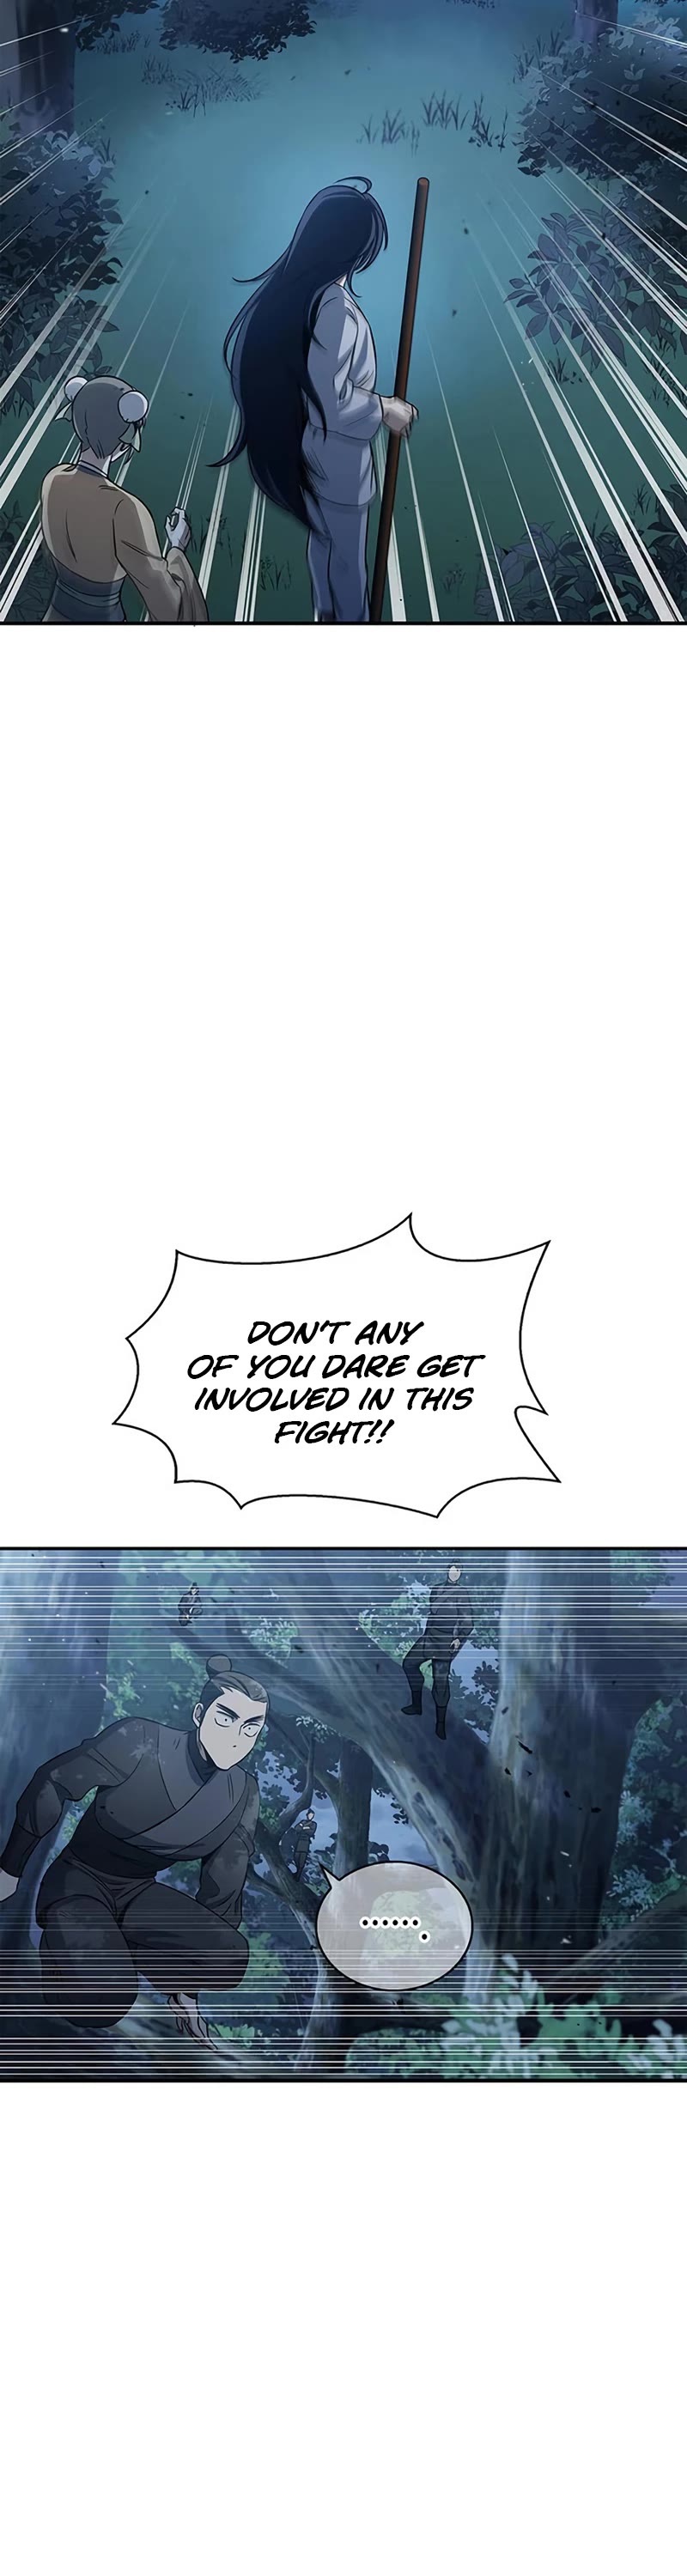 DON'T ANY
OF YOU DARE GET
INVOLVED IN THIS
FIGHT!!
.......